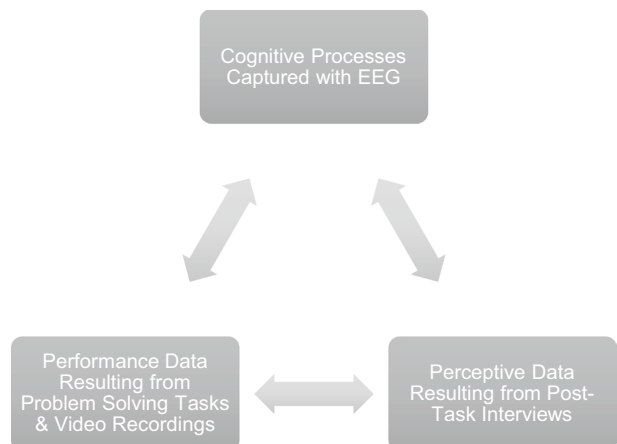 Cognitive Processes
Captured with EEG
Performance Data
Resulting from
Problem Solving Tasks
& Video Recordings
Perceptive Data
Resulting from Post-
Task Interviews